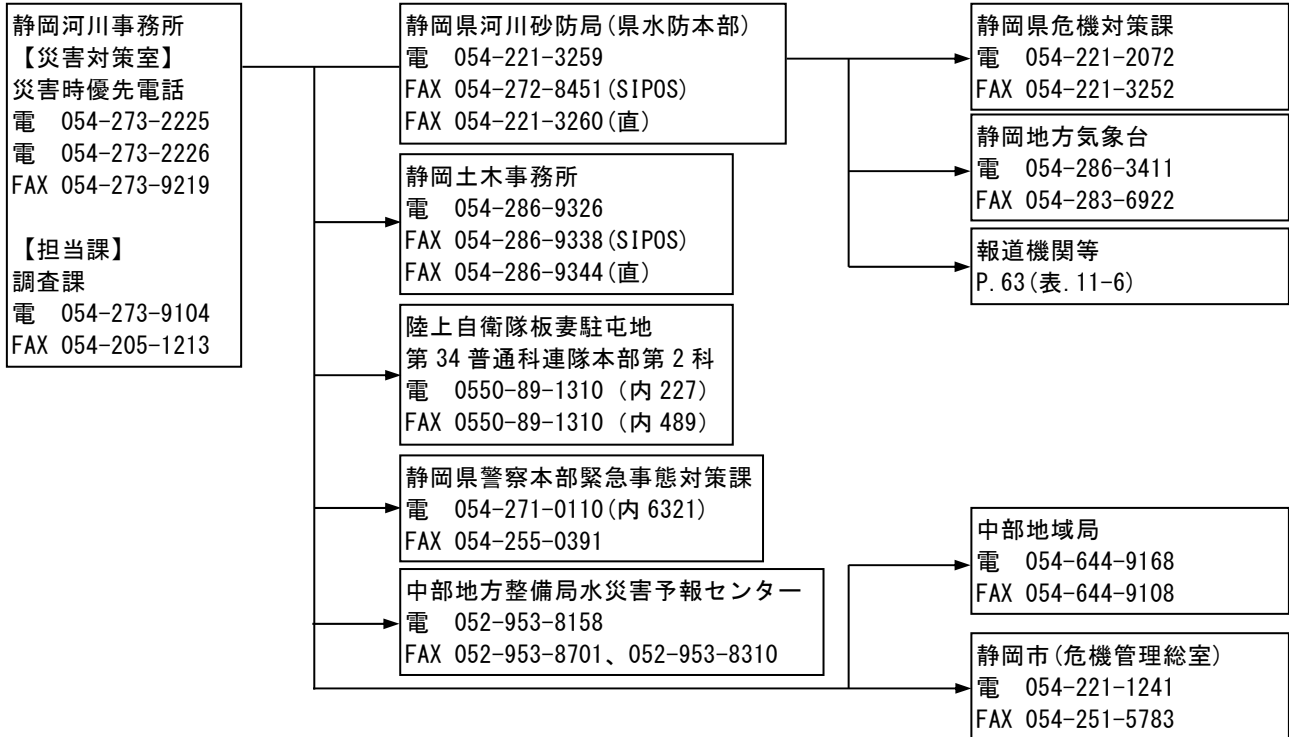 静岡河川事務所
【災害対策室】
災害時優先電話
電 054-273-2225
電 054-273-2226
FAX 054-273-9219
【担当課】
調査課
電 054-273-9104
FAX 054-205-1213
静岡県河川砂防局(県水防本部)
電 054-221-3259
FAX 054-272-8451(SIPOS)
FAX 054-221-3260(直)
静岡土木事務所
電 054-286-9326
FAX 054-286-9338(SIPOS)
FAX 054-286-9344(直)
陸上自衛隊板妻駐屯地
第 34 普通科連隊本部第 2 科
電 0550-89-1310 (内 227)
FAX 0550-89-1310 (内 489)
静岡県警察本部緊急事態対策課
電 054-271-0110(内 6321)
FAX 054-255-0391
中部地方整備局水災害予報センター
電 052-953-8158
FAX 052-953-8701、052-953-8310
静岡県危機対策課
電 054-221-2072
FAX 054-221-3252
静岡地方気象台
電 054-286-3411
FAX 054-283-6922
報道機関等
P.63(表.11-6)
中部地域局
電 054-644-9168
FAX 054-644-9108
静岡市(危機管理総室)
電 054-221-1241
FAX 054-251-5783